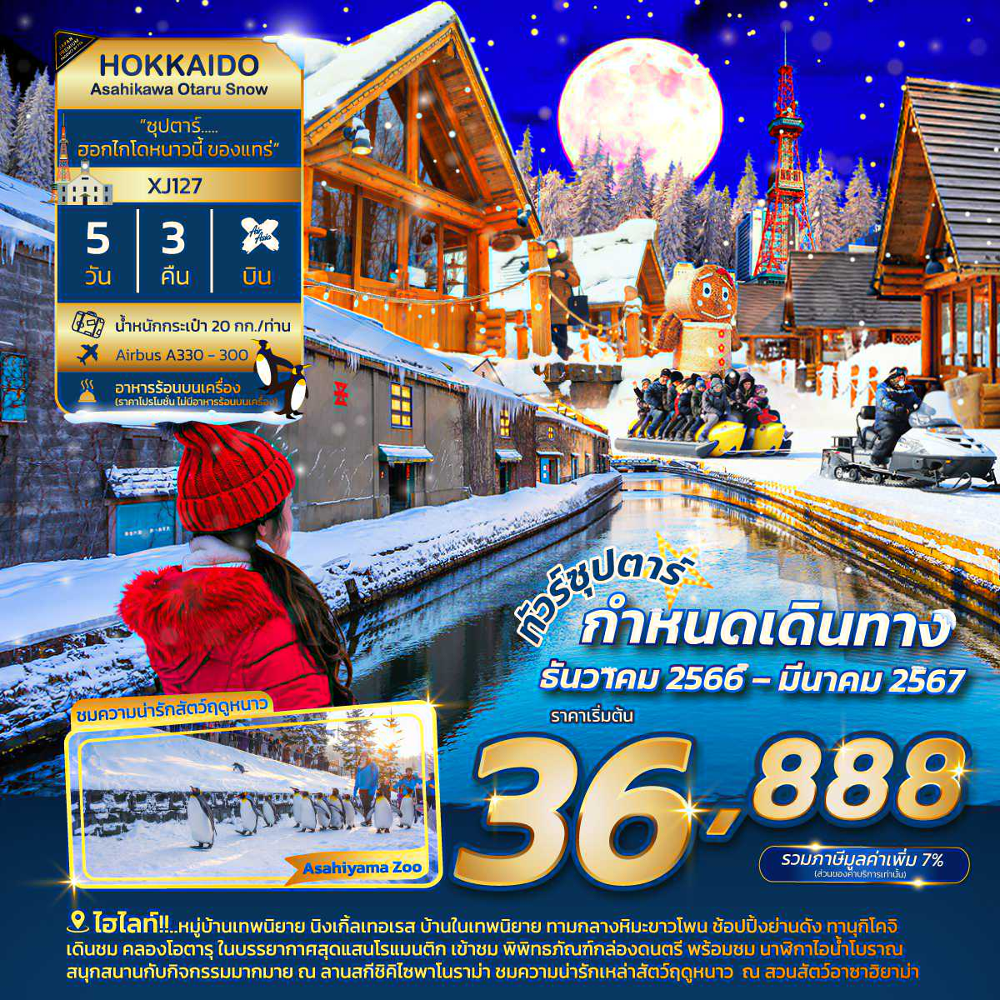 JAPAN
PREMIUM
HOKKAIDO
Asahikawa Otaru Snow
"ซุปตาร์.....
ฮอกไกโดหนาวนี้ ของแทร่"
XJ127
5 3 Air Asia
วัน คืน บิน
น้ำหนักกระเป๋า 20 กก./ท่าน
Airbus A330 - 300
อาหารร้อนบนเครื่อง
(ราคาโปรโมชั่น ไม่มีอาหารร้อนบนเครื่อง)
ทัวร์ซุปตาร์
กำหนดเดินทาง
ธันวาคม 2566 – มีนาคม 2567
ราคาเริ่มต้น
36,888
รวมภาษีมูลค่าเพิ่ม 7%
(ส่วนของค่าบริการเท่านั้น)
ชมความน่ารักสัตว์ฤดูหนาว
Asahiyama Zoo
ไฮไลท์!!..หมู่บ้านเทพนิยาย นิงเกิ้ลเทอเรส บ้านในเทพนิยาย ทามกลางหิมะขาวโพน ช้อปปิ้งย่านดัง ทานุกิโคจิ
เดินชม คลองโอตารุ ในบรรยากาศสุดแสนโรแมนติก เข้าชม พิพิทธภัณฑ์กล่องดนตรี พร้อมชม นาฬิกาไอน้ำโบราณ
สนุกสนานกับกิจกรรมมากมาย ณ ลานสกีชิคิไซพาโนราม่า ชมความน่ารักเหล่าสัตว์ฤดูหนาว ณ สวนสัตว์อาซาฮิยาม่า